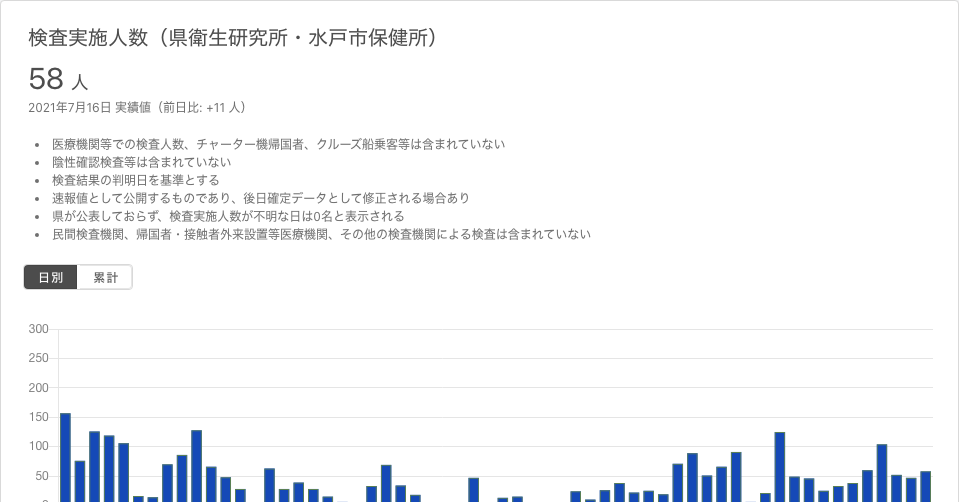 検査実施人数（県衛生研究所・水戸市保健所）
58 人
2021年7月16日 実績値（前日比: +11 人）
• 医療機関等での検査人数、チャーター機帰国者、クルーズ船乗客等は含まれていない
• 陰性確認検査等は含まれていない
• 検査結果の判明日を基準とする
• 速報値として公開するものであり、後日確定データとして修正される場合あり
• 県が公表しておらず、検査実施人数が不明な日は0名と表示される
• 民間検査機関、帰国者・接触者外来設置等医療機関、その他の検査機関による検査は含まれていない
日別 累計
300
250
200
150
100
50